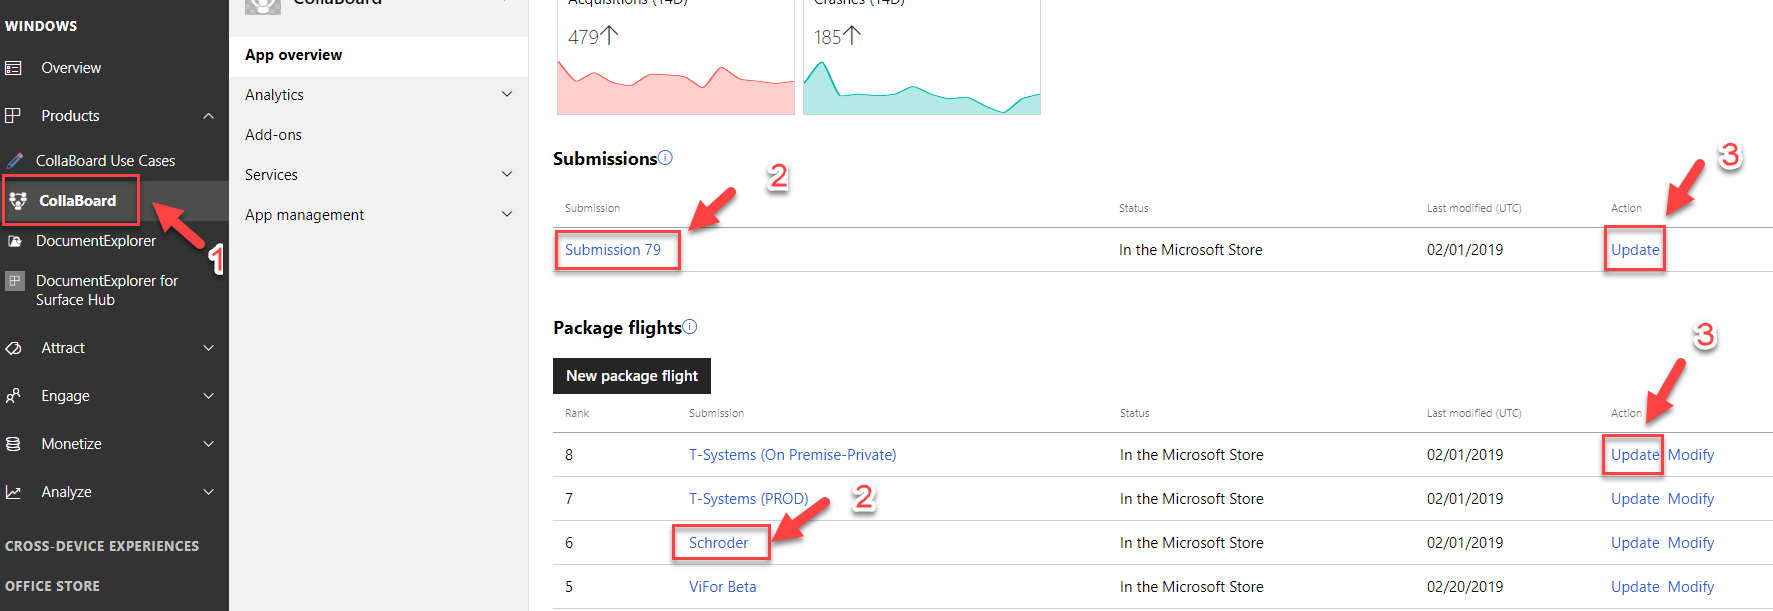 WINDOWS
Overview
Products
CollaBoard Use Cases
CollaBoard
1
DocumentExplorer
DocumentExplorer for
Surface Hub
Attract
Engage
Monetize
Analyze
CROSS-DEVICE EXPERIENCES
OFFICE STORE
CollaBoard
App overview
Analytics
Add-ons
Services
App management
Acquisitions (14D)
479↑
Crashes (14D)
185↑
Submissions
2
3
Submission Status Last modified (UTC) Action
Submission 79 In the Microsoft Store 02/01/2019 Update
Package flights
3
New package flight
Rank Submission Status Last modified (UTC) Action
8 T-Systems (On Premise-Private) In the Microsoft Store 02/01/2019 Update Modify
7 T-Systems (PROD) In the Microsoft Store 02/01/2019 Update Modify
2
6 Schroder In the Microsoft Store 02/01/2019 Update Modify
5 ViFor Beta In the Microsoft Store 02/20/2019 Update Modify